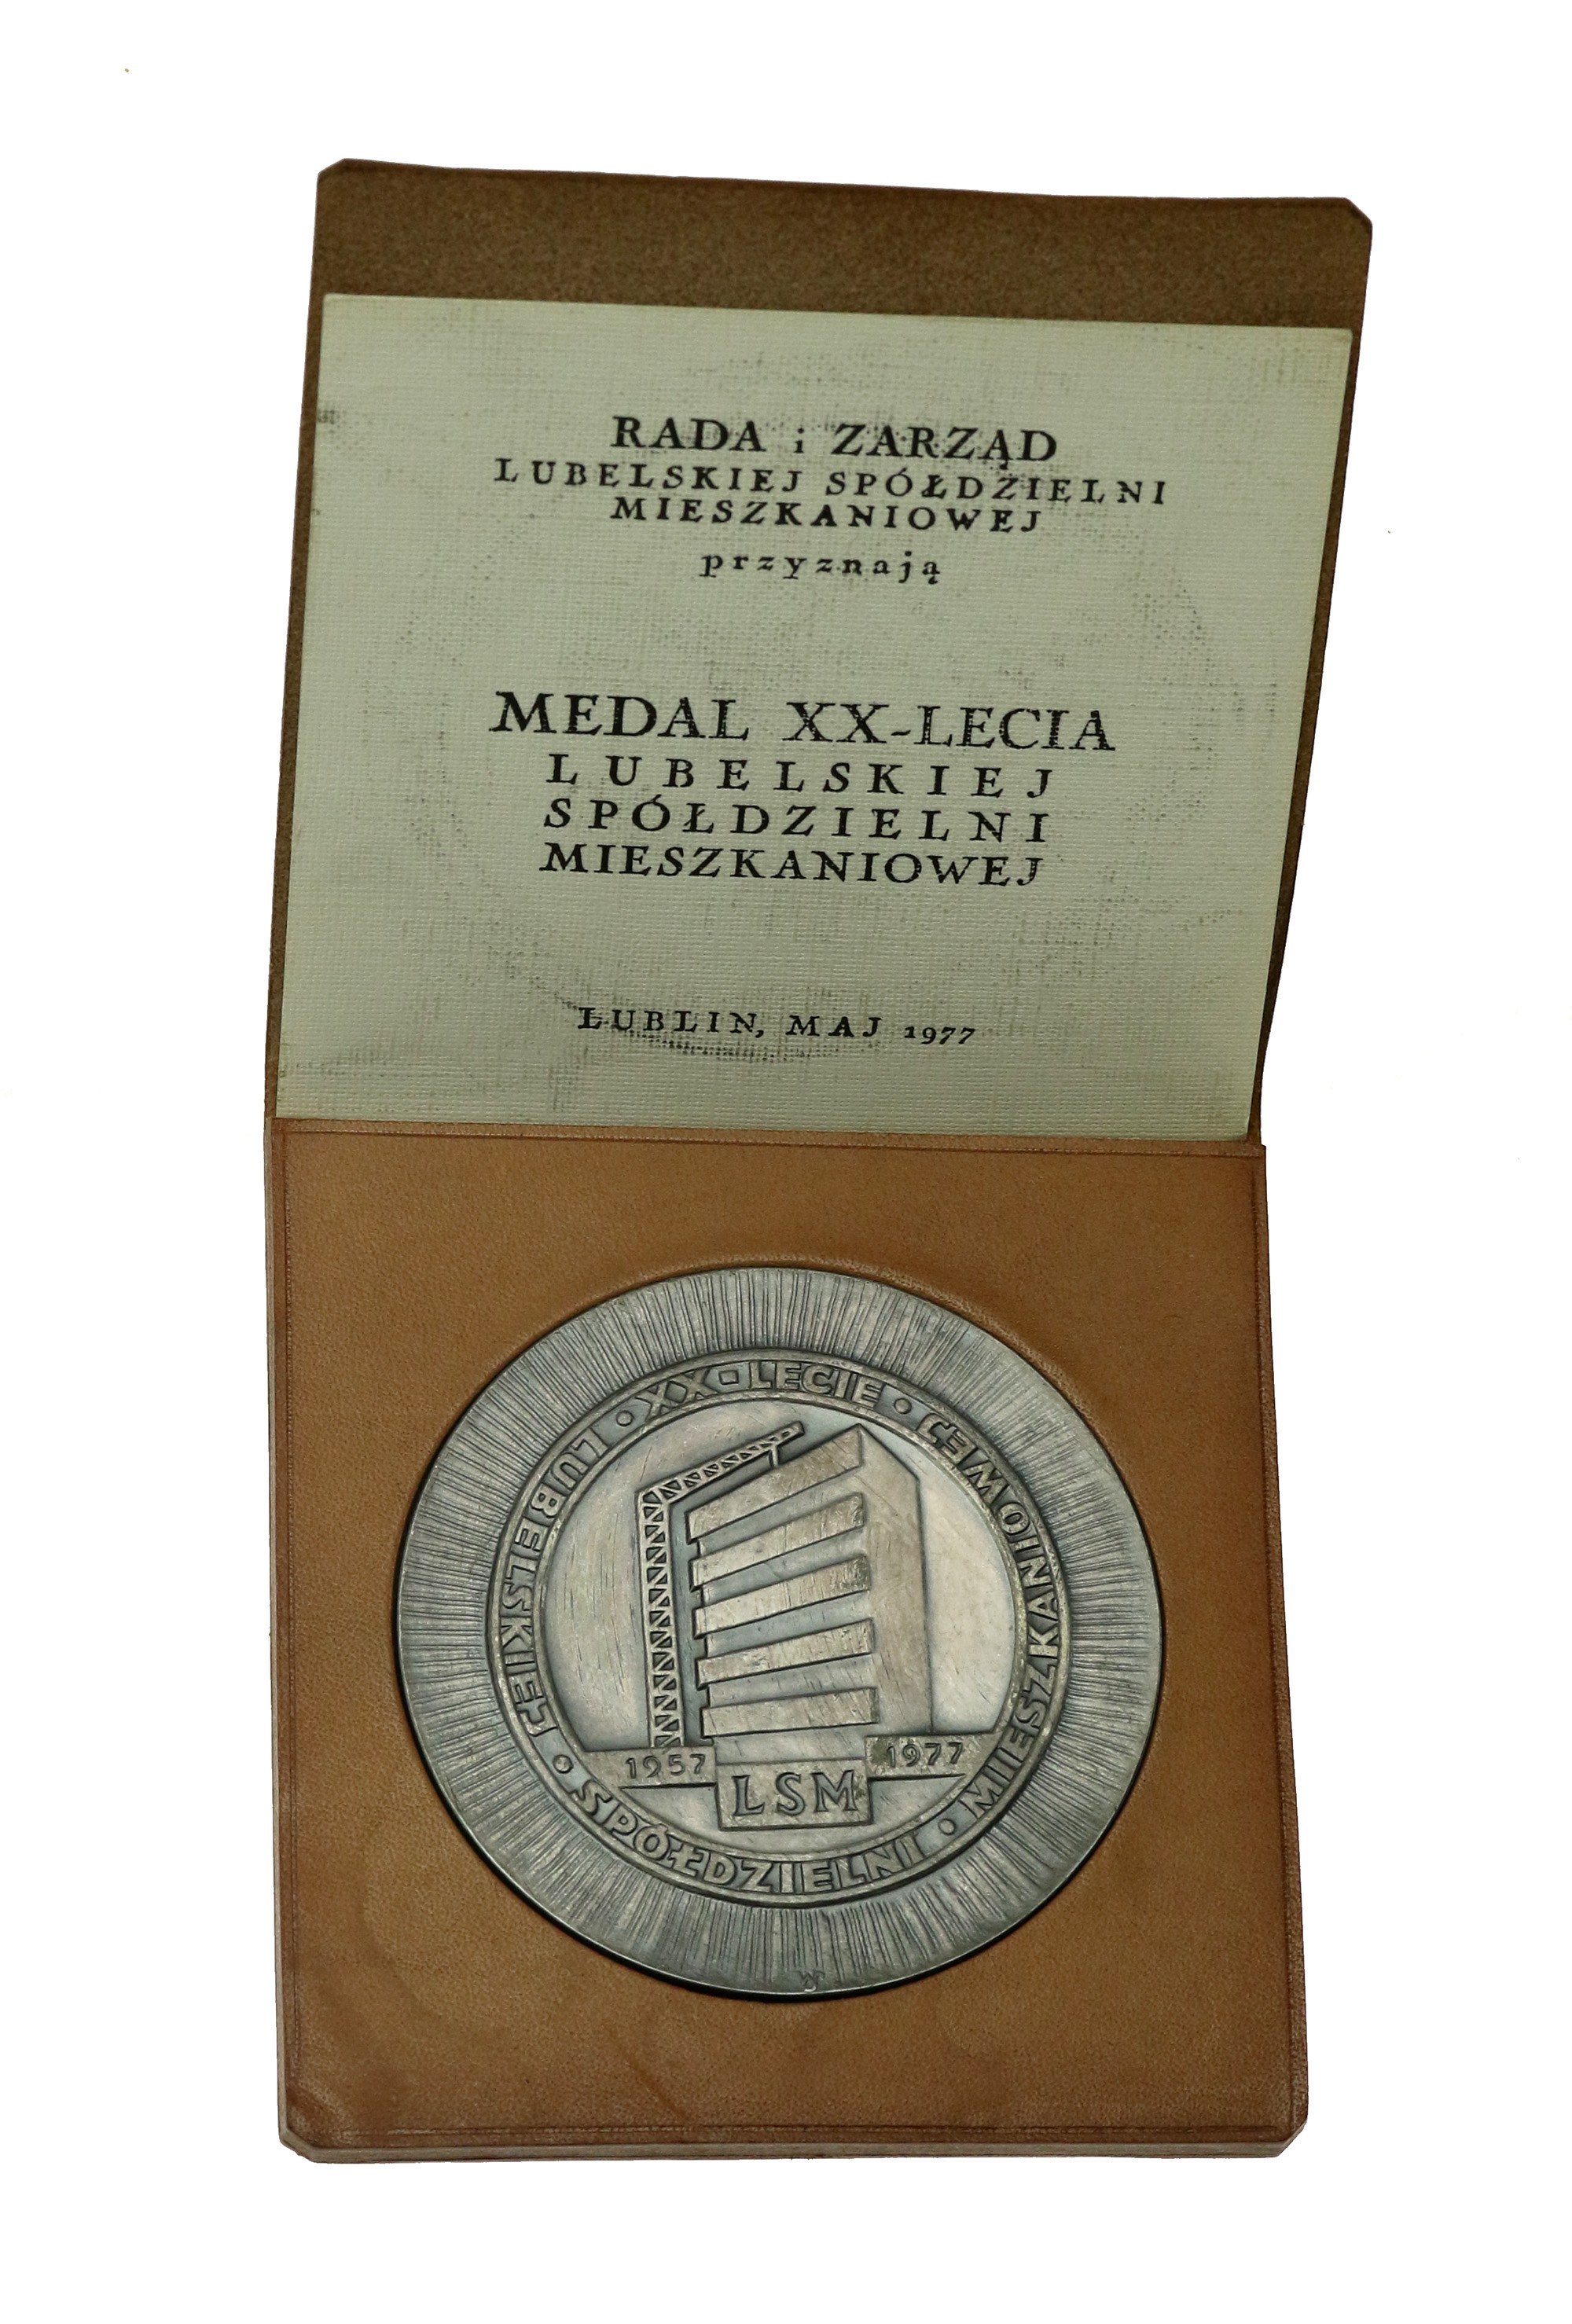 RADA i ZARZĄD
LUBELSKIEJ SPÓŁDZIELNI
MIESZKANIOWEJ
przyznają
MEDAL XX-LECIA
LUBELSKIEJ
SPÓŁDZIELNI
MIESZKANIOWEJ
LUBLIN, MAJ 1977
XX-LECIE • LUBELSKIEJ • SPÓŁDZIELNI • MIESZKANIOWEJ •
1957 1977
LSM